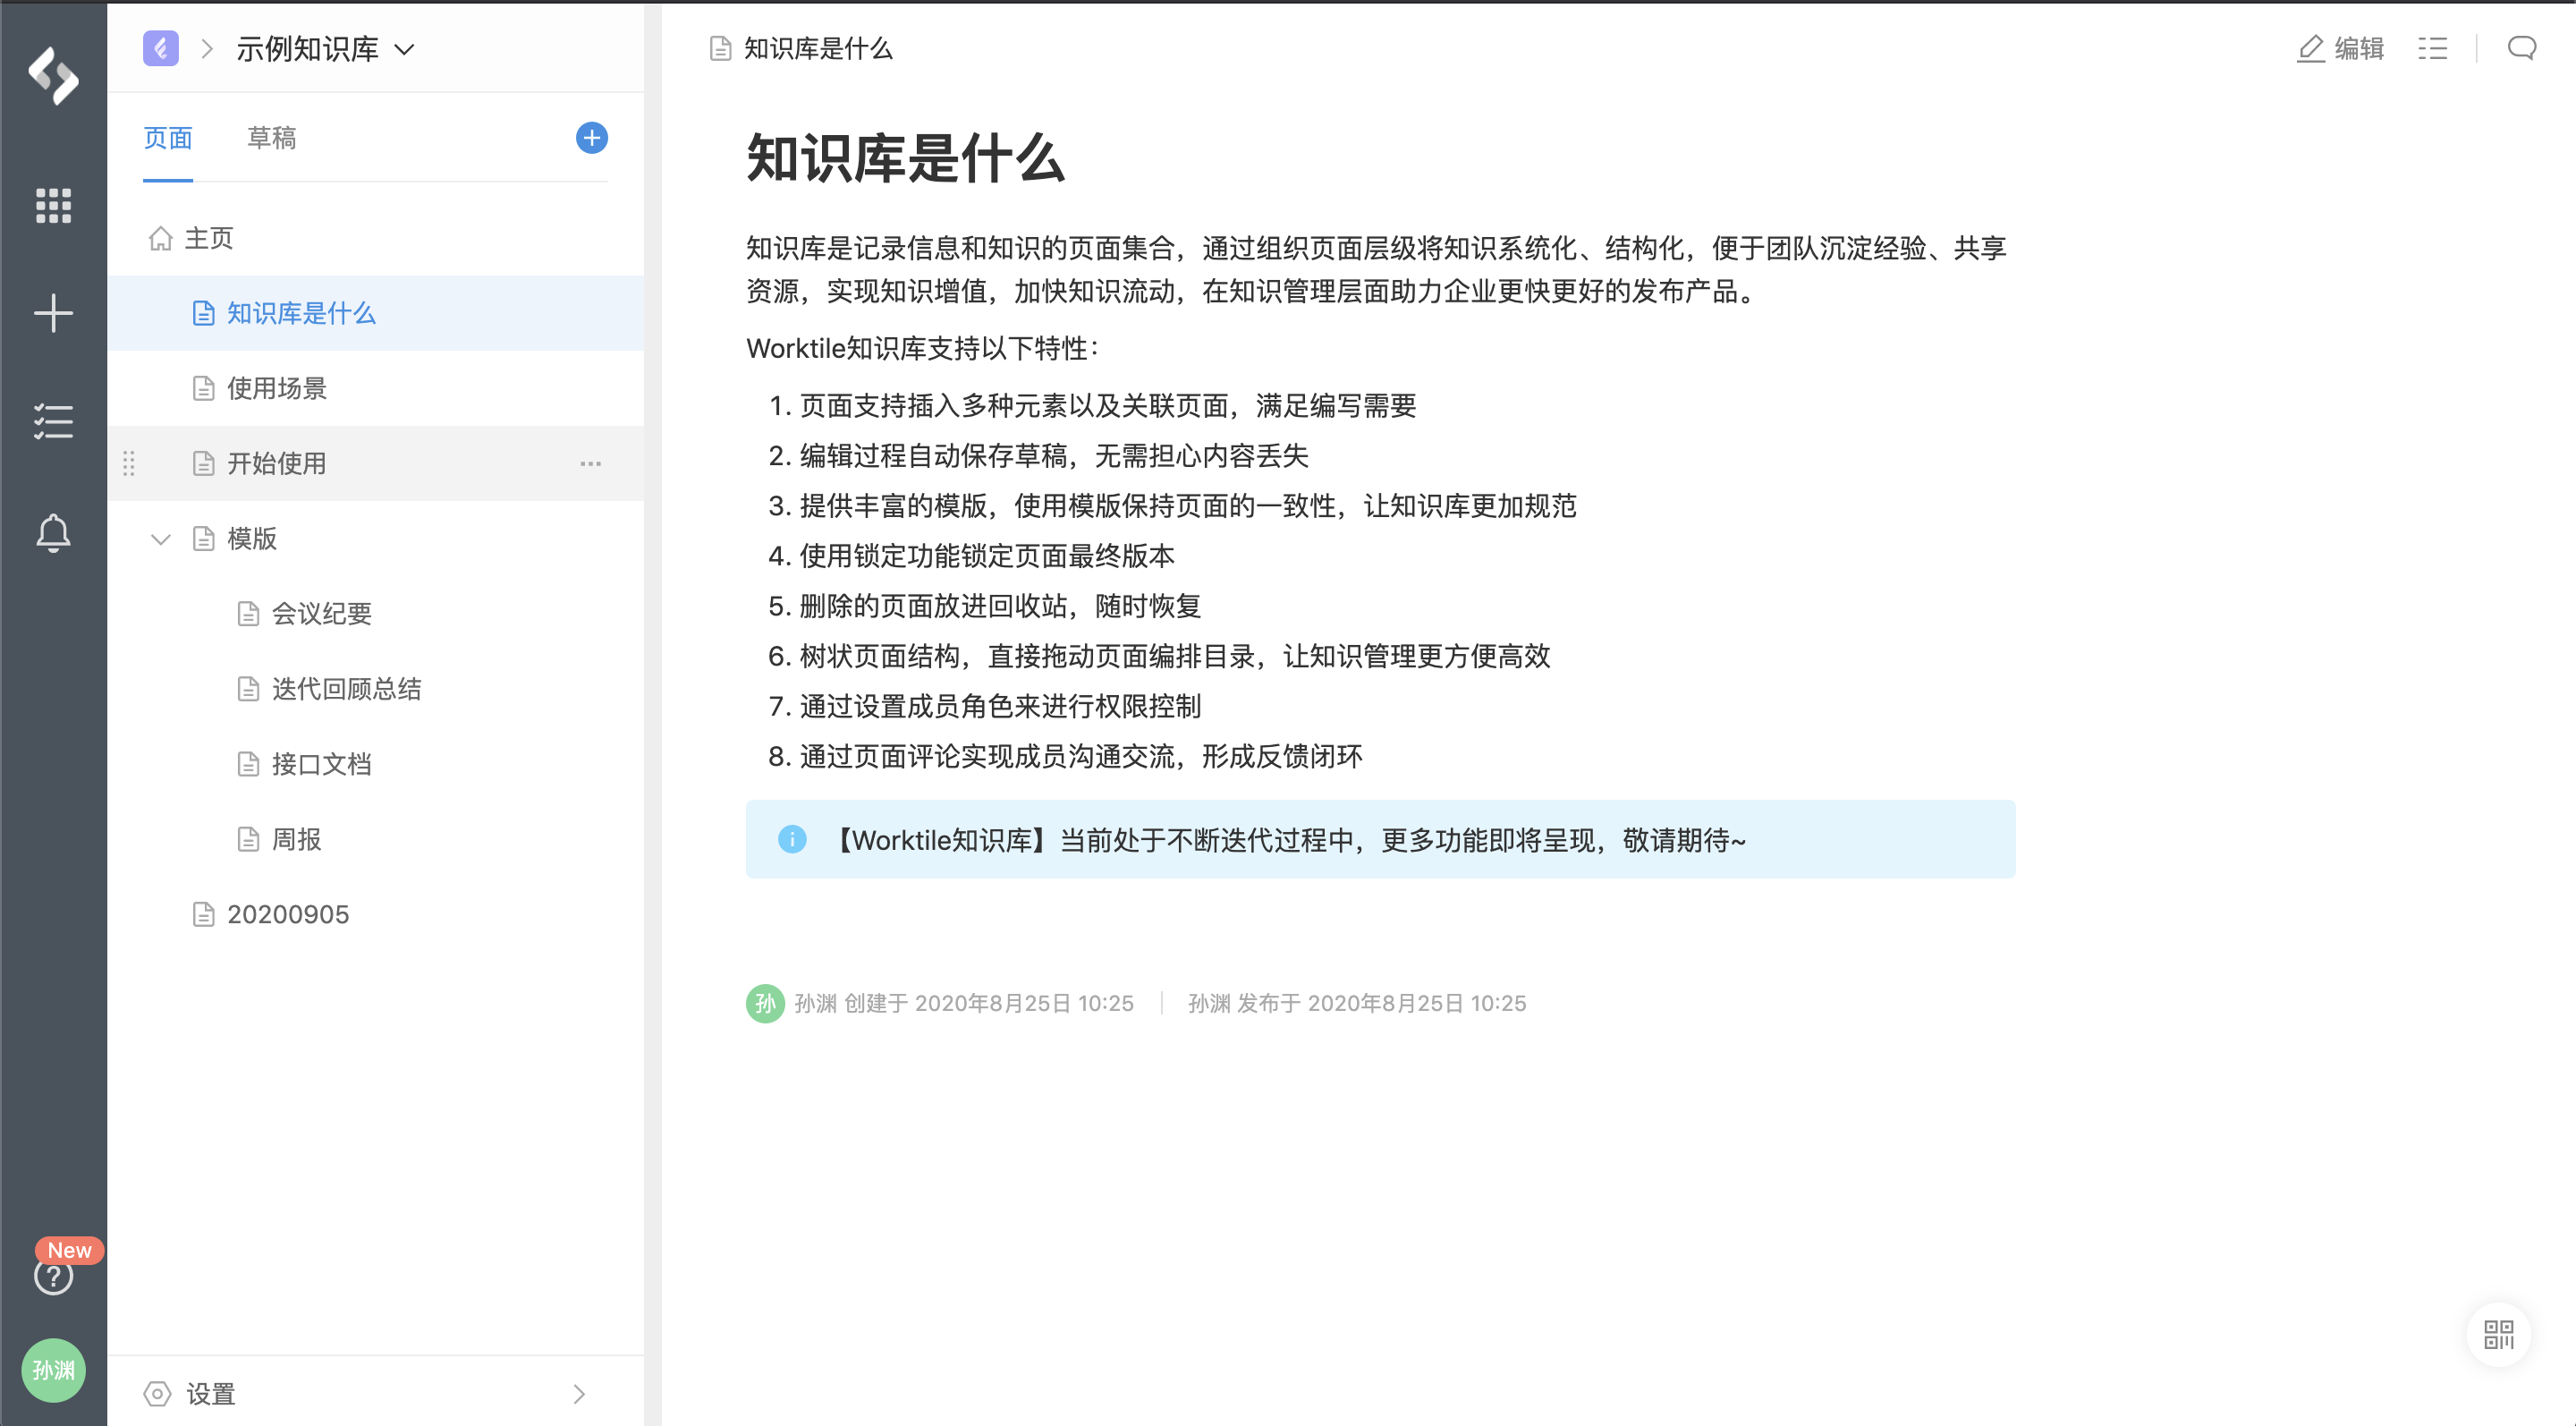 示例知识库
页面
草稿
主页
知识库是什么
使用场景
开始使用
模版
会议纪要
迭代回顾总结
接口文档
周报
20200905
New
?
孙渊
设置
知识库是什么
编辑
知识库是什么
知识库是记录信息和知识的页面集合，通过组织页面层级将知识系统化、结构化，便于团队沉淀经验、共享
资源，实现知识增值，加快知识流动，在知识管理层面助力企业更快更好的发布产品。
Worktile知识库支持以下特性：
1. 页面支持插入多种元素以及关联页面，满足编写需要
2. 编辑过程自动保存草稿，无需担心内容丢失
3. 提供丰富的模版，使用模版保持页面的一致性，让知识库更加规范
4. 使用锁定功能锁定页面最终版本
5. 删除的页面放进回收站，随时恢复
6. 树状页面结构，直接拖动页面编排目录，让知识管理更方便高效
7. 通过设置成员角色来进行权限控制
8. 通过页面评论实现成员沟通交流，形成反馈闭环
【Worktile知识库】当前处于不断迭代过程中，更多功能即将呈现，敬请期待~
孙 孙渊 创建于 2020年8月25日 10:25 孙渊 发布于 2020年8月25日 10:25